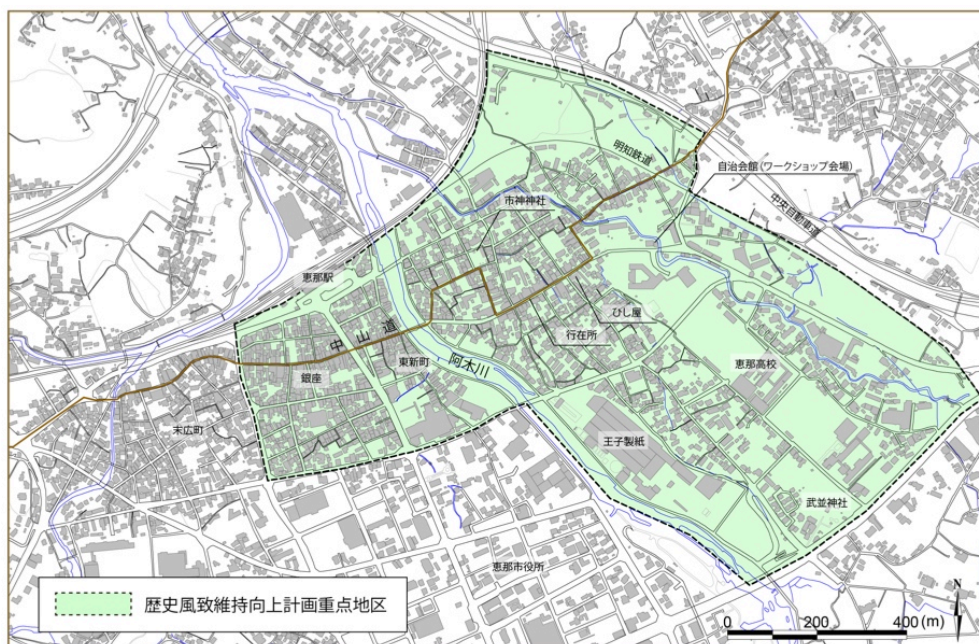 明知鉄道
自治会館（ワークショップ会場）
中央自動車道
市神神社
恵那駅
ひし屋
中山道
行在所
東新町
阿木川
恵那高校
銀座
末広町
王子製紙
武並神社
恵那市役所
歴史風致維持向上計画重点地区
N
0 200 400 (m)